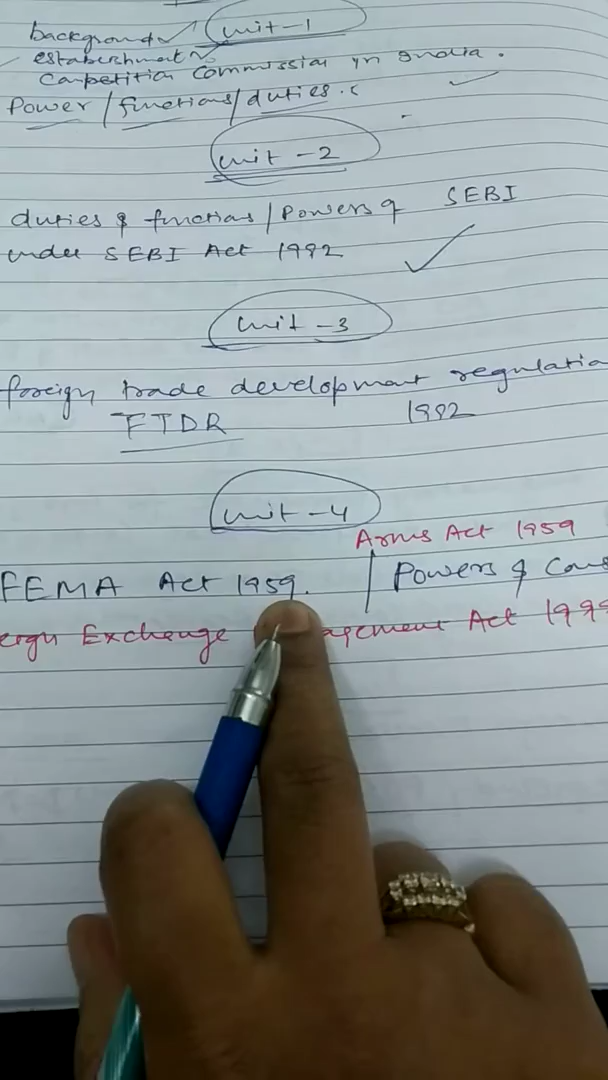 unit-1
background
establishment
Competition Commission in India.
Power/functions/duties.
unit-2
duties & functions/Powers of SEBI
under SEBI Act 1992
unit-3
foreign trade development regulatio
FTDR 1992
unit-4
Arms Act 1959
FEMA Act 1959. | Powers of
Exchange Act 199